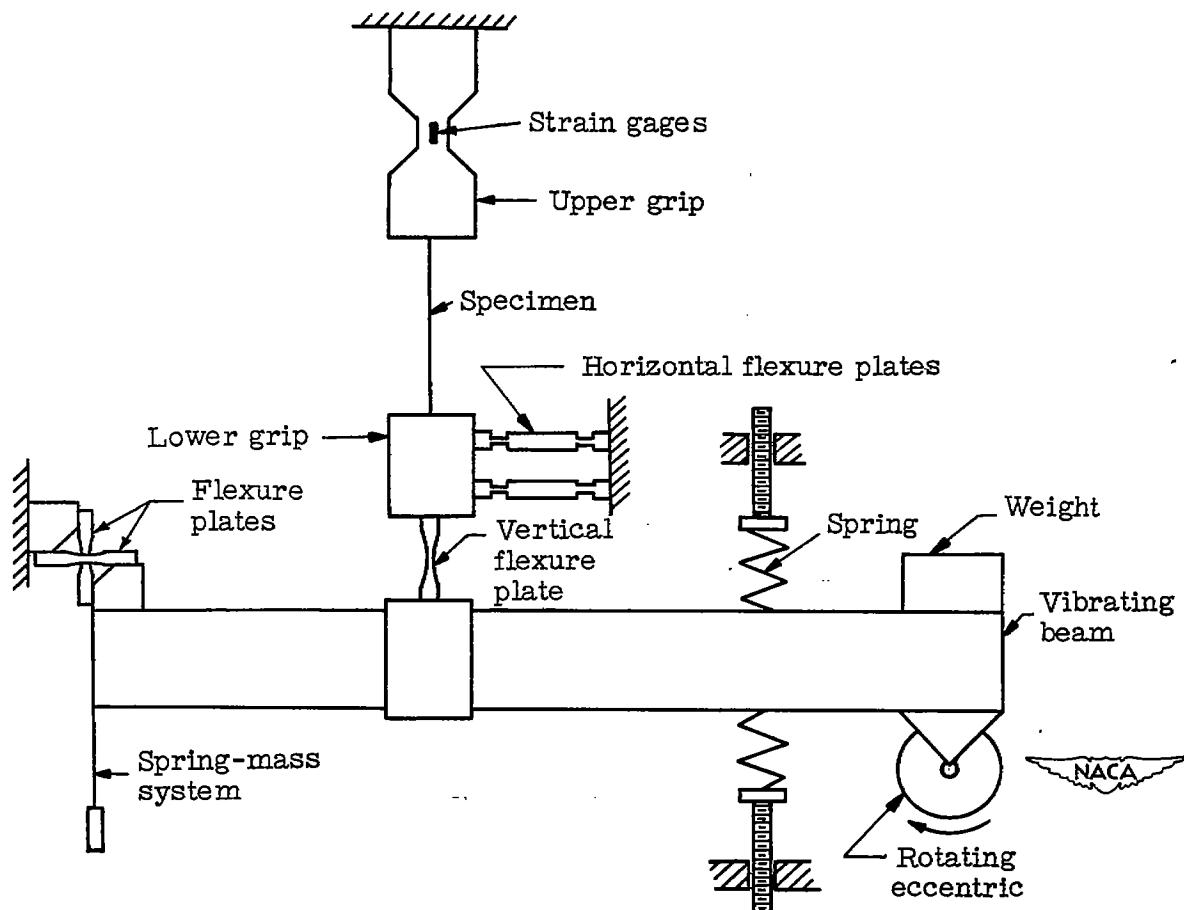 Strain gages
Upper grip
Specimen
Horizontal flexure plates
Lower grip
Flexure
plates
Vertical
flexure
plate
Spring
Weight
Vibrating
beam
Spring-mass
system
NACA
Rotating
eccentric